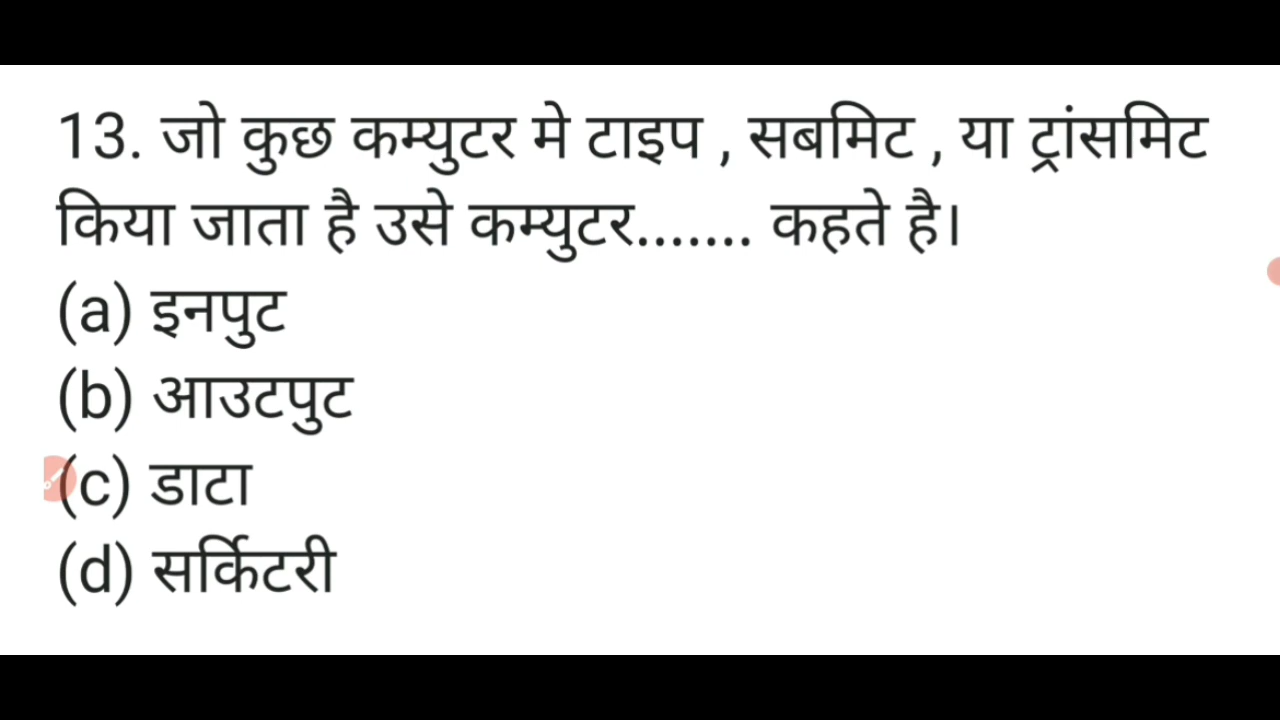 13. जो कुछ कम्युटर मे टाइप , सबमिट , या ट्रांसमिट
किया जाता है उसे कम्युटर....... कहते है।
(a) इनपुट
(b) आउटपुट
(c) डाटा
(d) सर्किटरी